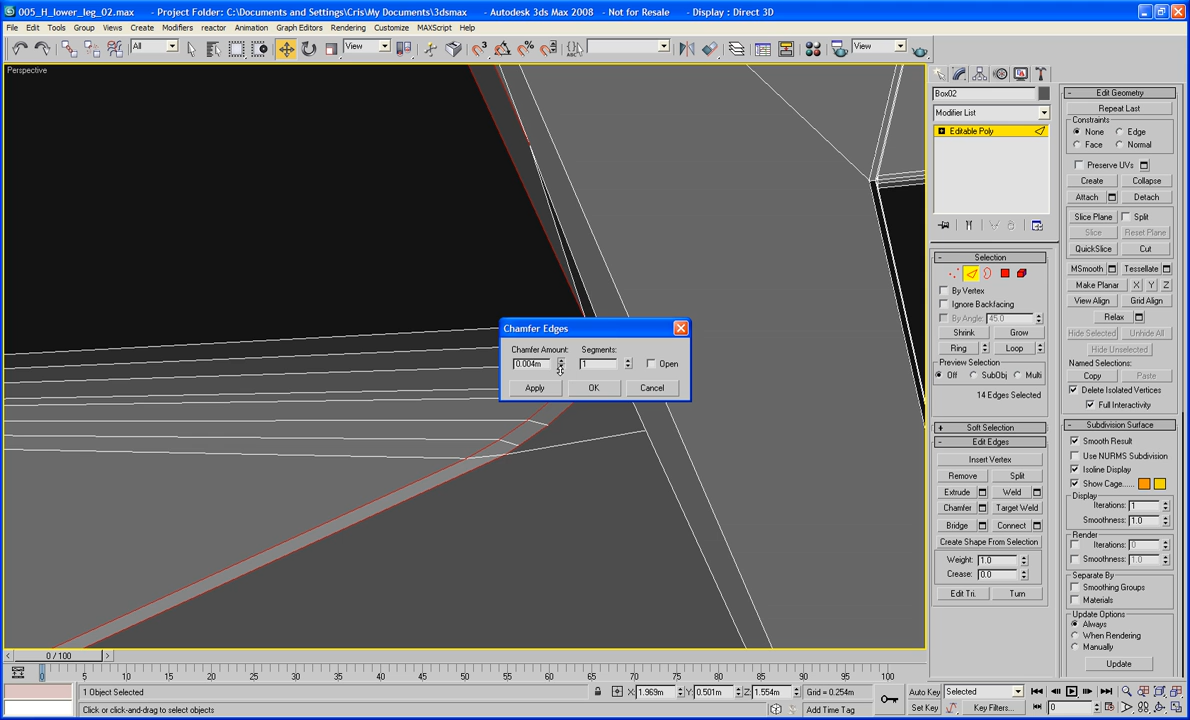 005_H_lower_leg_02.max - Project Folder: C:\Documents and Settings\Cris\My Documents\3dsmax - Autodesk 3ds Max 2008 - Not for Resale - Display : Direct 3D
File Edit Tools Group Views Create Modifiers reactor Animation Graph Editors Rendering Customize MAXScript Help
All View View
Perspective
Box02
Modifier List
Editable Poly
Selection
By Vertex
Ignore Backfacing
By Angle: 45.0
Shrink Grow
Ring Loop
Preview Selection
Off SubObj Multi
14 Edges Selected
Soft Selection
Edit Edges
Insert Vertex
Remove Split
Extrude Weld
Chamfer Target Weld
Bridge Connect
Create Shape From Selection
Weight: 1.0
Crease: 0.0
Edit Tri. Turn
Edit Geometry
Repeat Last
Constraints
None Edge
Face Normal
Preserve UVs
Create Collapse
Attach Detach
Slice Plane Split
Slice Reset Plane
QuickSlice Cut
MSmooth Tessellate
Make Planar X Y Z
View Align Grid Align
Relax
Hide Selected Unhide All
Hide Unselected
Named Selections:
Copy Paste
Delete Isolated Vertices
Full Interactivity
Subdivision Surface
Smooth Result
Use NURMS Subdivision
Isoline Display
Show Cage......
Display
Iterations: 1
Smoothness: 1.0
Render
Iterations: 0
Smoothness: 1.0
Separate By
Smoothing Groups
Materials
Update Options
Always
When Rendering
Manually
Update
Chamfer Edges
Chamfer Amount: Segments:
0.004m 1 Open
Apply OK Cancel
0 / 100
0 5 10 15 20 25 30 35 40 45 50 55 60 65 70 75 80 85 90 95 100
1 Object Selected X: 1.969m Y: 0.501m Z: 1.554m Grid = 0.254m Auto Key Selected
Click or click-and-drag to select objects Add Time Tag Set Key Key Filters... 0